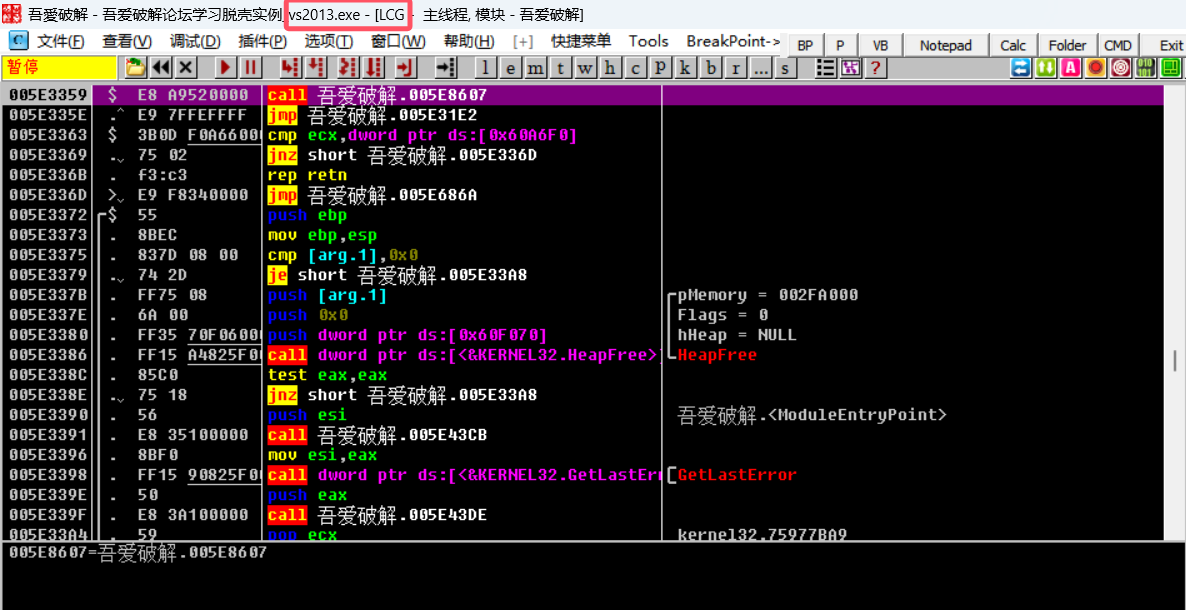 吾愛破解 - 吾爱破解论坛学习脱壳实例_vs2013.exe - [LCG - 主线程, 模块 - 吾爱破解]
C 文件(F) 查看(V) 调试(D) 插件(P) 选项(T) 窗口(W) 帮助(H) [+] 快捷菜单 Tools BreakPoint-> BP P VB Notepad Calc Folder CMD Exit
暂停 l e m t w h c P k b r ... s ?
005E3359 $ E8 A9520000 call 吾爱破解.005E8607
005E335E .^ E9 7FFEFFFF jmp 吾爱破解.005E31E2
005E3363 $ 3B0D F0A6600 cmp ecx,dword ptr ds:[0x60A6F0]
005E3369 .⌄ 75 02 jnz short 吾爱破解.005E336D
005E336B . f3:c3 rep retn
005E336D >⌄ E9 F8340000 jmp 吾爱破解.005E686A
005E3372 $ 55 push ebp
005E3373 . 8BEC mov ebp,esp
005E3375 . 837D 08 00 cmp [arg.1],0x0
005E3379 .⌄ 74 2D je short 吾爱破解.005E33A8
005E337B . FF75 08 push [arg.1] pMemory = 002FA000
005E337E . 6A 00 push 0x0 Flags = 0
005E3380 . FF35 70F0600 push dword ptr ds:[0x60F070] hHeap = NULL
005E3386 . FF15 A4825F0 call dword ptr ds:[<&KERNEL32.HeapFree> HeapFree
005E338C . 85C0 test eax,eax
005E338E .⌄ 75 18 jnz short 吾爱破解.005E33A8
005E3390 . 56 push esi 吾爱破解.<ModuleEntryPoint>
005E3391 . E8 35100000 call 吾爱破解.005E43CB
005E3396 . 8BF0 mov esi,eax
005E3398 . FF15 90825F0 call dword ptr ds:[<&KERNEL32.GetLastErr GetLastError
005E339E . 50 push eax
005E339F . E8 3A100000 call 吾爱破解.005E43DE
005E33A4 . 59 pop ecx kernel32.75977BA9
005E8607=吾爱破解.005E8607